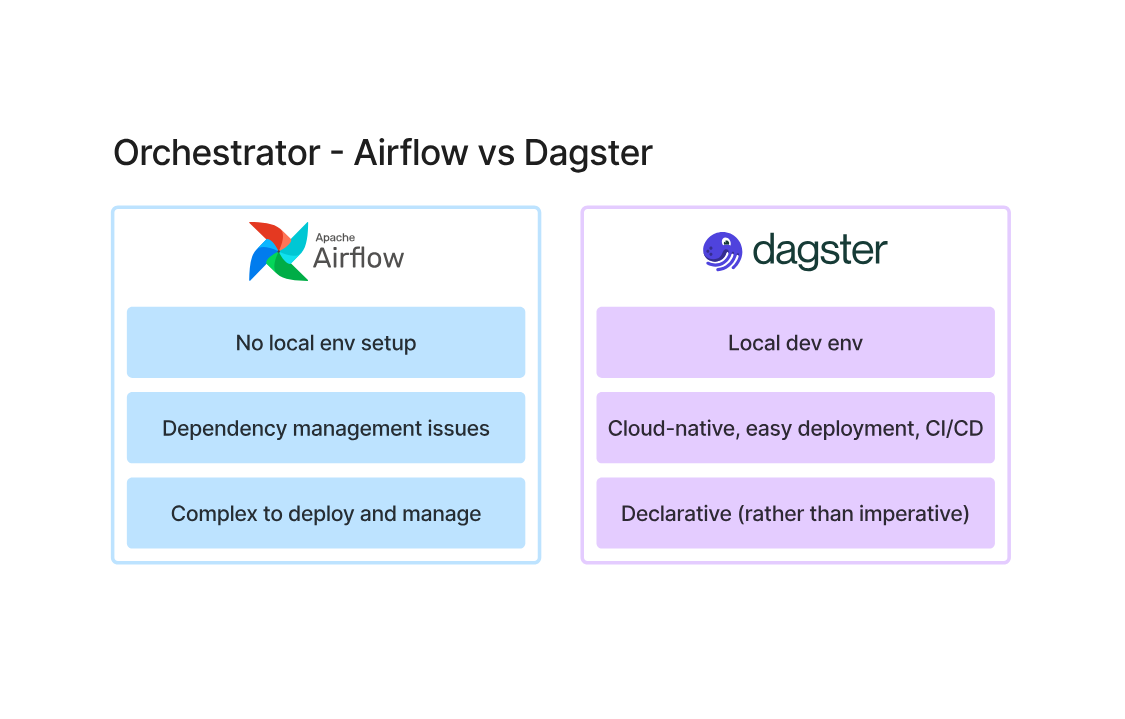 Orchestrator - Airflow vs Dagster
Apache
Airflow
No local env setup
Dependency management issues
Complex to deploy and manage
dagster
Local dev env
Cloud-native, easy deployment, CI/CD
Declarative (rather than imperative)